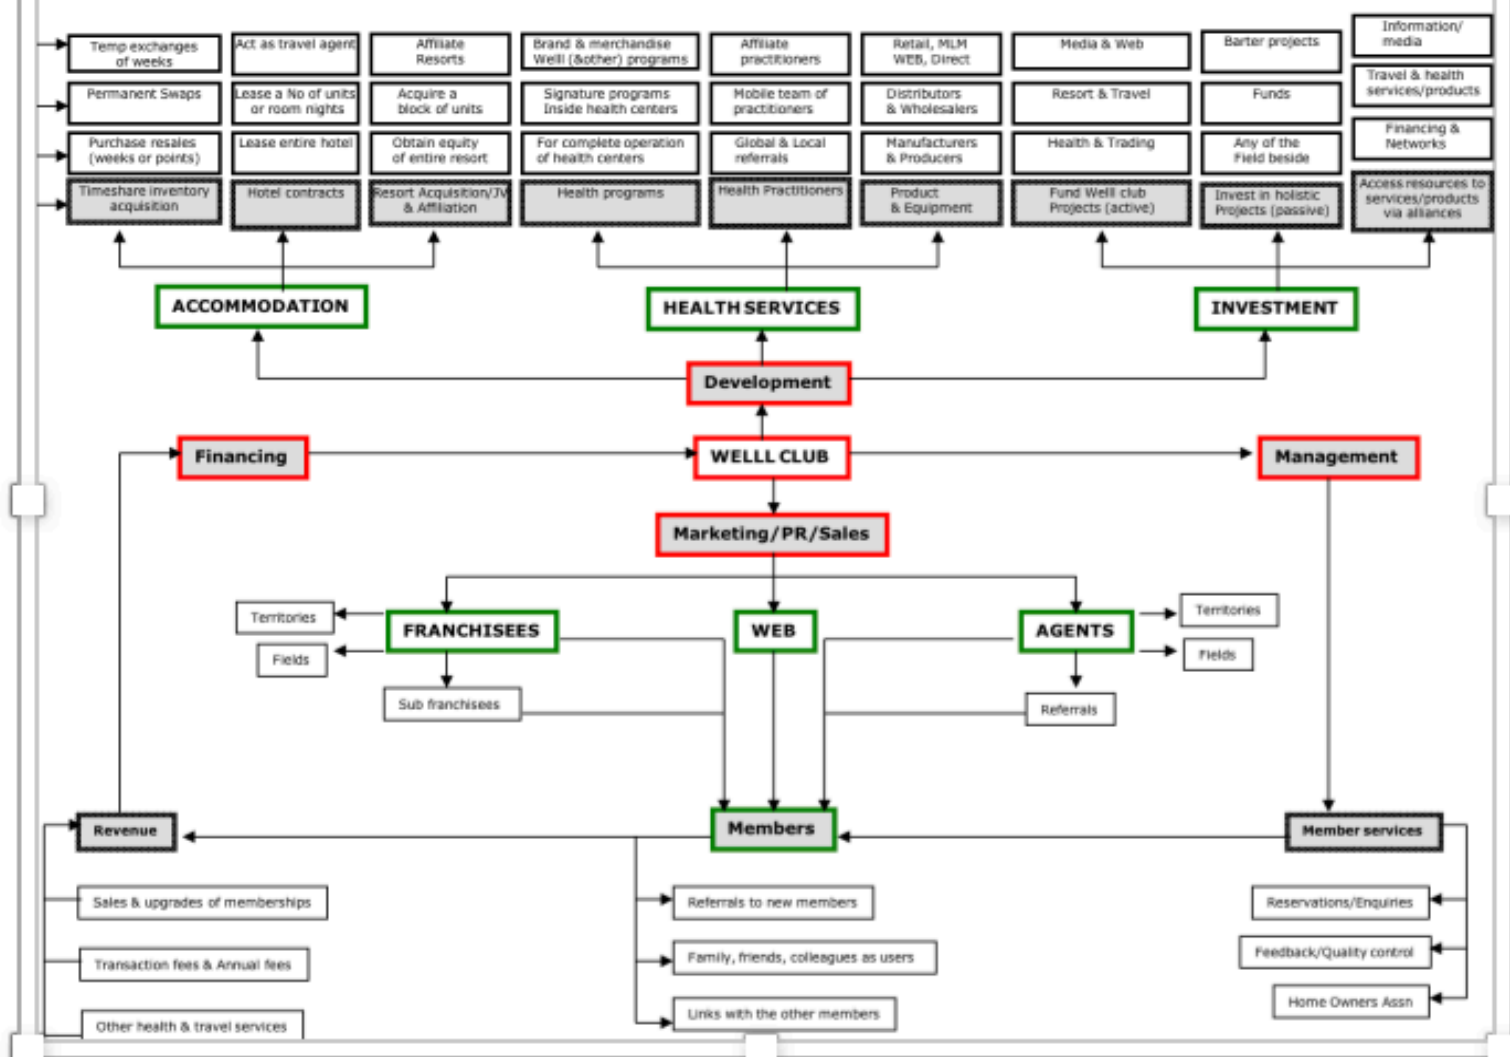 Temp exchanges
of weeks
Act as travel agent
Affiliate
Resorts
Brand & merchandise
Welll (&other) programs
Affiliate
practitioners
Retail, MLM
WEB, Direct
Media & Web
Barter projects
Information/
media
Permanent Swaps
Lease a No of units
or room nights
Acquire a
block of units
Signature programs
Inside health centers
Mobile team of
practitioners
Distributors
& Wholesalers
Resort & Travel
Funds
Travel & health
services/products
Purchase resales
(weeks or points)
Lease entire hotel
Obtain equity
of entire resort
For complete operation
of health centers
Global & Local
referrals
Manufacturers
& Producers
Health & Trading
Any of the
Field beside
Financing &
Networks
Timeshare inventory
acquisition
Hotel contracts
Resort Acquisition/JV
& Affiliation
Health programs
Health Practitioners
Product
& Equipment
Fund Welll club
Projects (active)
Invest in holistic
Projects (passive)
Access resources to
services/products
via alliances
ACCOMMODATION
HEALTH SERVICES
INVESTMENT
Development
Financing
WELLL CLUB
Management
Marketing/PR/Sales
Territories
FRANCHISEES
WEB
AGENTS
Territories
Fields
Fields
Sub franchisees
Referrals
Revenue
Members
Member services
Sales & upgrades of memberships
Referrals to new members
Reservations/Enquiries
Transaction fees & Annual fees
Family, friends, colleagues as users
Feedback/Quality control
Other health & travel services
Links with the other members
Home Owners Assn